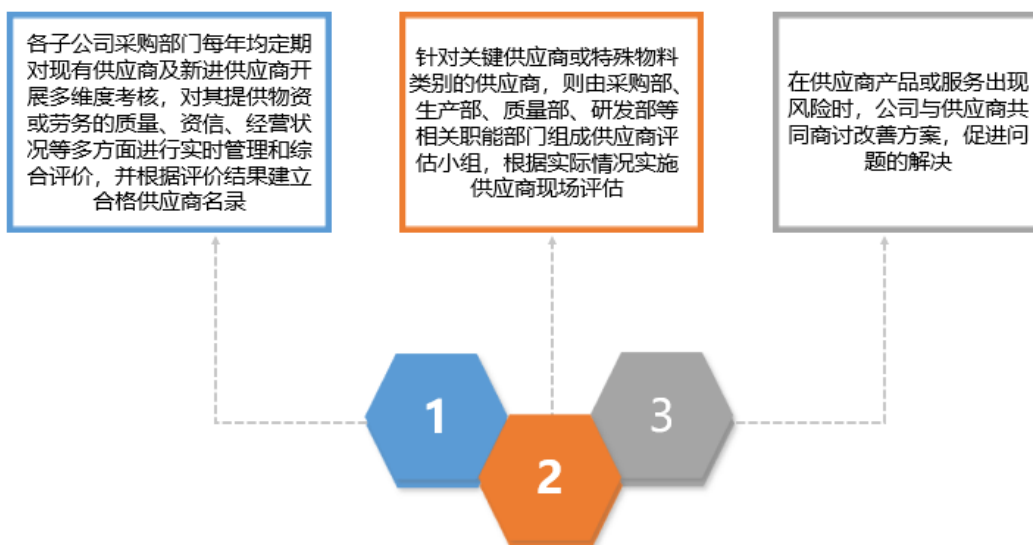 各子公司采购部门每年均定期
对现有供应商及新进供应商开
展多维度考核，对其提供物资
或劳务的质量、资信、经营状
况等多方面进行实时管理和综
合评价，并根据评价结果建立
合格供应商名录
针对关键供应商或特殊物料
类别的供应商，则由采购部、
生产部、质量部、研发部等
相关职能部门组成供应商评
估小组，根据实际情况实施
供应商现场评估
在供应商产品或服务出现
风险时，公司与供应商共
同商讨改善方案，促进问
题的解决
1
2
3